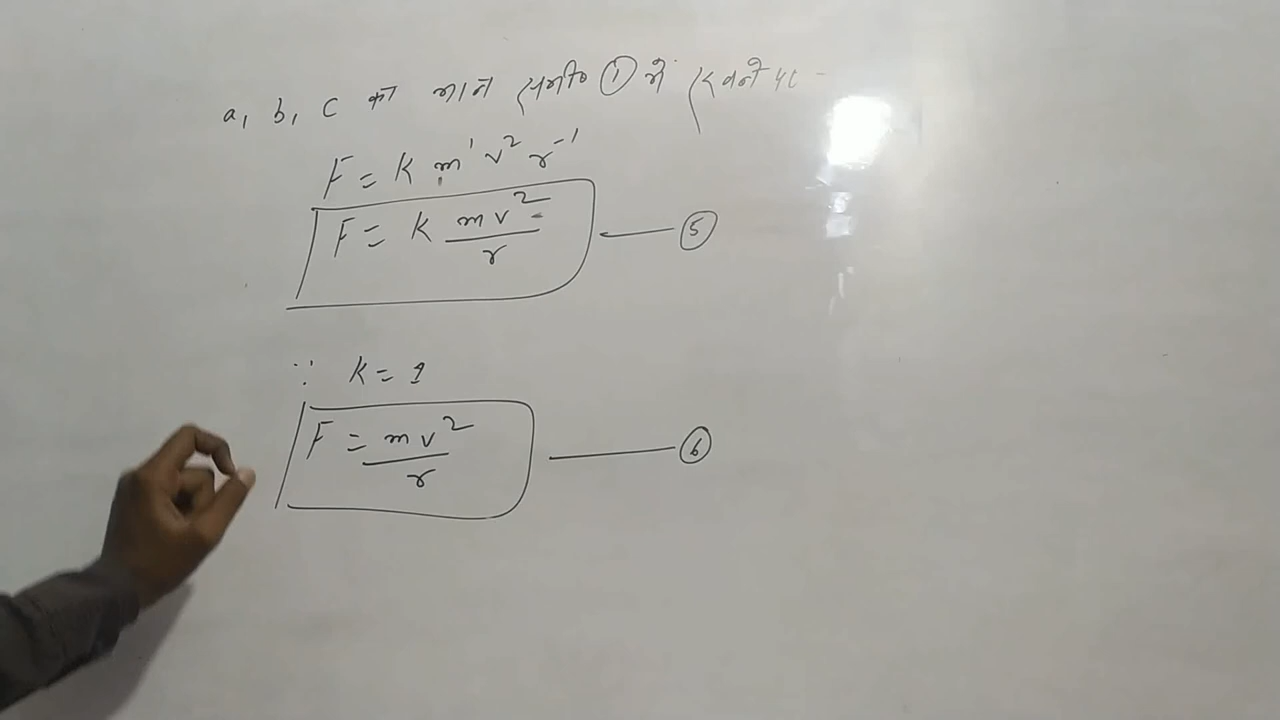 a, b, c का मान समी० ① में रखने पर -
F = K m¹ v² r⁻¹
F = K mv²/r ⑤
∵ K = 1
F = mv²/r ⑥